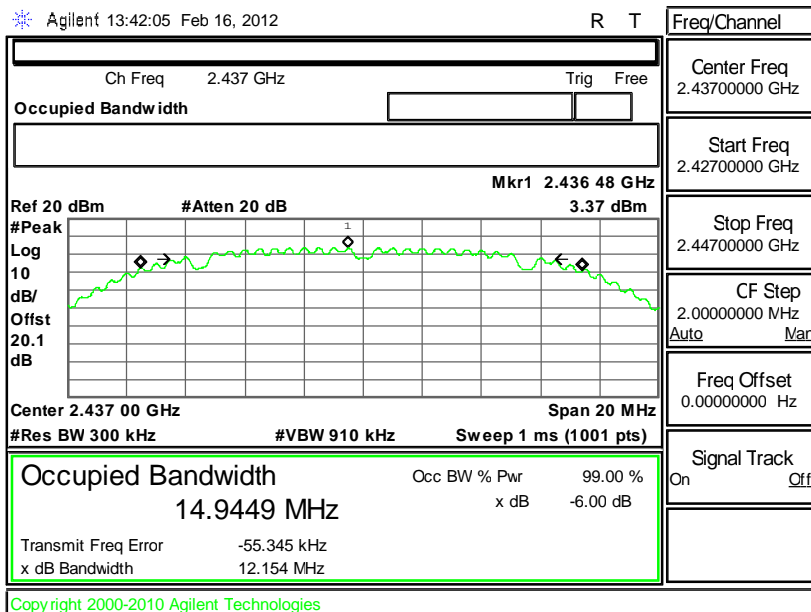 Agilent 13:42:05 Feb 16, 2012 R T
Ch Freq 2.437 GHz Trig Free
Occupied Bandwidth
Mkr1 2.436 48 GHz
Ref 20 dBm #Atten 20 dB 3.37 dBm
#Peak
Log
10
dB/
Offst
20.1
dB
1
Center 2.437 00 GHz Span 20 MHz
#Res BW 300 kHz #VBW 910 kHz Sweep 1 ms (1001 pts)
Occupied Bandwidth
14.9449 MHz
Occ BW % Pwr 99.00 %
x dB -6.00 dB
Transmit Freq Error -55.345 kHz
x dB Bandwidth 12.154 MHz
Copyright 2000-2010 Agilent Technologies
Freq/Channel
Center Freq
2.43700000 GHz
Start Freq
2.42700000 GHz
Stop Freq
2.44700000 GHz
CF Step
2.00000000 MHz
Auto Man
Freq Offset
0.00000000 Hz
Signal Track
On Off